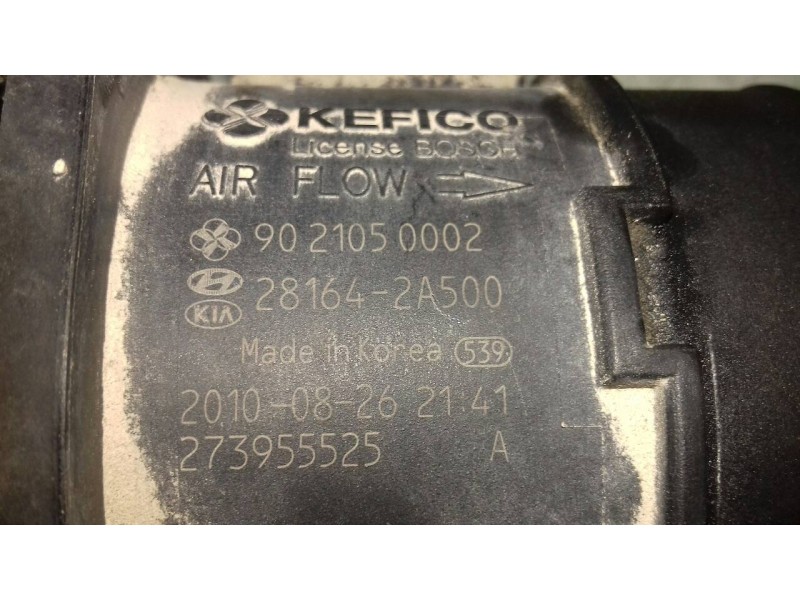 KEFICO
License BOSCH
AIR FLOW
90 2105 0002
28164-2A500
KIA
Made in Korea 539
2010-08-26 21:41
273955525 A